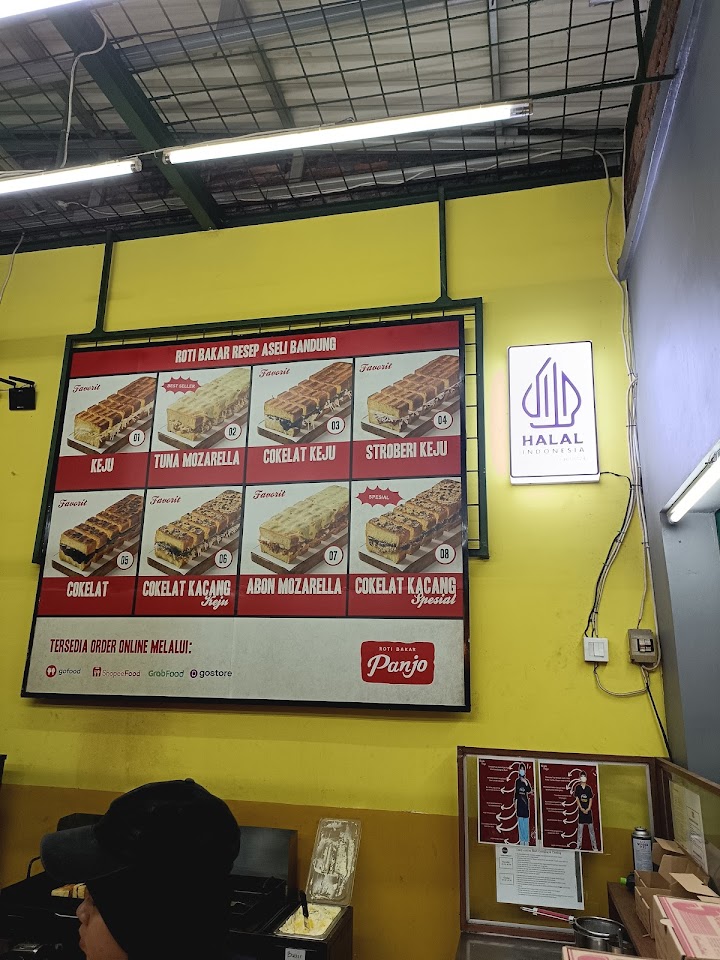 ROTI BAKAR RESEP ASELI BANDUNG
Favorit
01
KEJU
BEST SELLER
02
TUNA MOZARELLA
Favorit
03
COKELAT KEJU
Favorit
04
STROBERI KEJU
Favorit
05
COKELAT
Favorit
06
COKELAT KACANG
Keju
Favorit
07
ABON MOZARELLA
SPESIAL
08
COKELAT KACANG
Spesial
TERSEDIA ORDER ONLINE MELALUI:
gofood ShopeeFood GrabFood gostore
ROTI BAKAR
Panjo
HALAL
INDONESIA